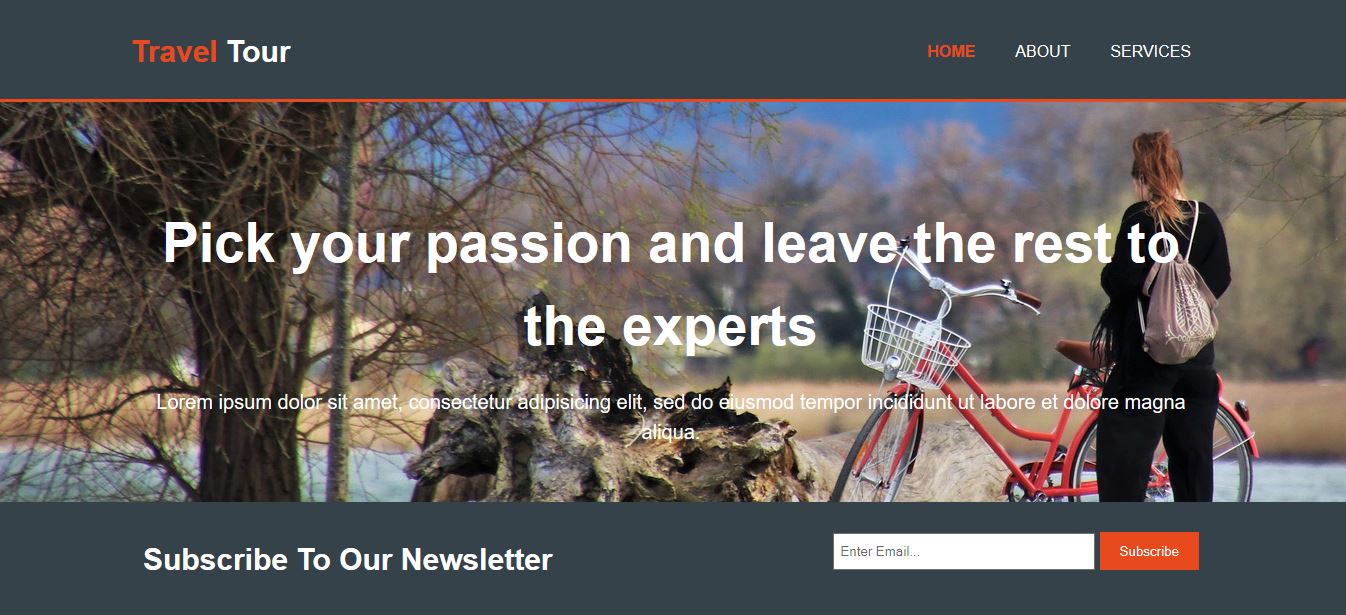 Travel Tour
HOME ABOUT SERVICES
Pick your passion and leave the rest to
the experts
Lorem ipsum dolor sit amet, consectetur adipisicing elit, sed do eiusmod tempor incididunt ut labore et dolore magna
aliqua.
Subscribe To Our Newsletter
Enter Email... Subscribe